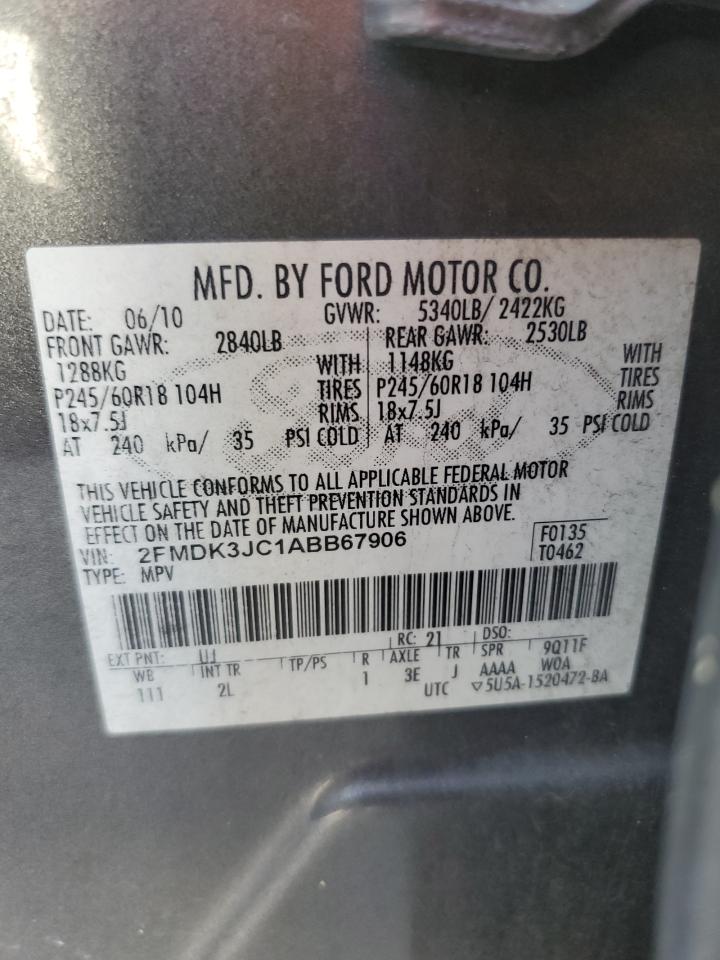 MFD. BY FORD MOTOR CO.
DATE: 06/10 GVWR: 5340LB/ 2422KG
FRONT GAWR: 2840LB REAR GAWR: 2530LB
1288KG WITH 1148KG WITH
P245/60R18 104H TIRES P245/60R18 104H TIRES
18x7.5J RIMS 18x7.5J RIMS
AT 240 kPa/ 35 PSI COLD AT 240 kPa/ 35 PSI COLD
THIS VEHICLE CONFORMS TO ALL APPLICABLE FEDERAL MOTOR
VEHICLE SAFETY AND THEFT PREVENTION STANDARDS IN
EFFECT ON THE DATE OF MANUFACTURE SHOWN ABOVE.
VIN: 2FMDK3JC1ABB67906 F0135
TYPE: MPV T0462
EXT PNT: UJ RC: 21 DSO:
WB INT TR TP/PS R AXLE TR SPR 9Q11F
111 2L 1 3E J AAAA W0A
UTC ▽5U5A-1520472-BA